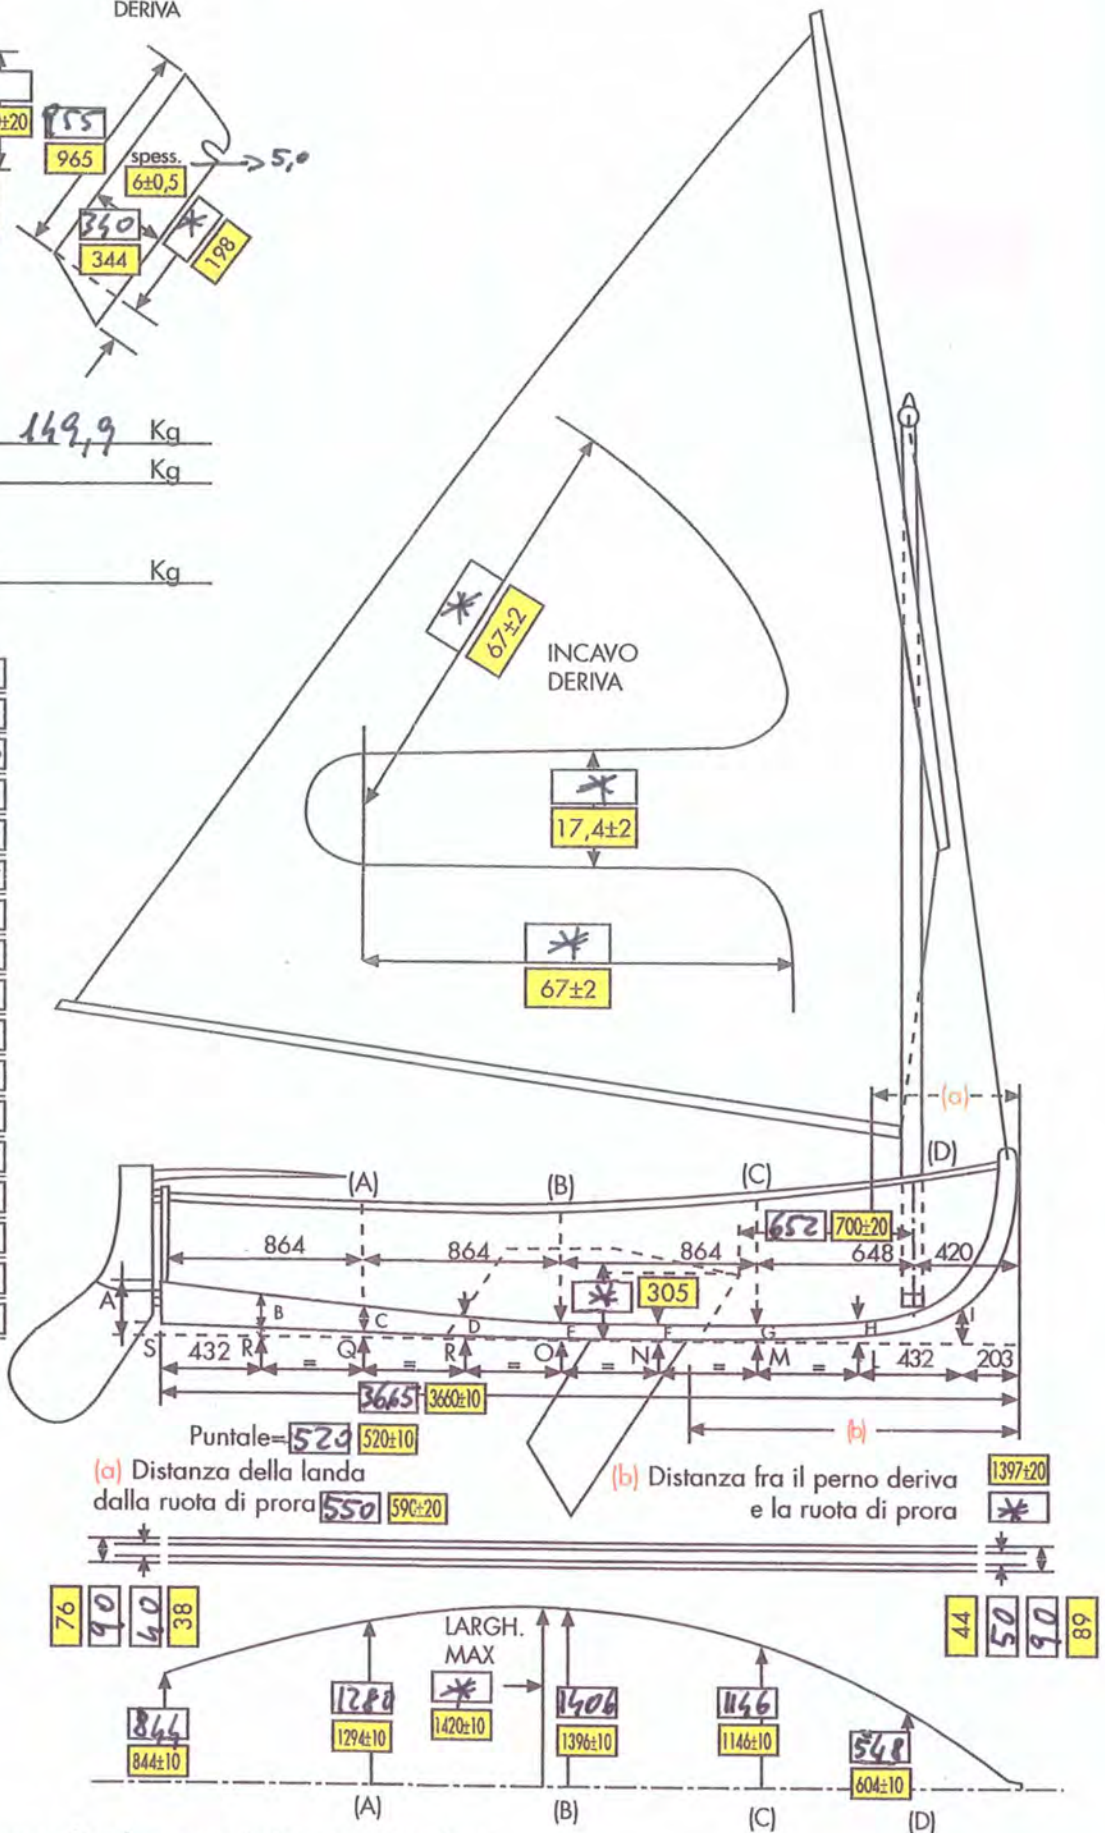 DERIVA
±20
955
965
spess.
6±0,5
5,0
340
344
*
198
149,9 Kg
Kg
Kg
*
67±2
INCAVO
DERIVA
*
17,4±2
*
67±2
(a)
(A) (B) (C) (D)
652 700±20
864 864 864 648 420
* 305
A B C D E F G H I
S 432 R = Q = R = O = N = M = L 432 203
3665 3660±10
Puntale= 520 520±10
(b)
(a) Distanza della landa
dalla ruota di prora 550 590±20
(b) Distanza fra il perno deriva 1397±20
e la ruota di prora *
76 90 40 38
44 50 90 89
LARGH.
MAX
844
844±10
1280
1294±10
*
1420±10
1406
1396±10
1146
1146±10
548
604±10
(A) (B) (C) (D)